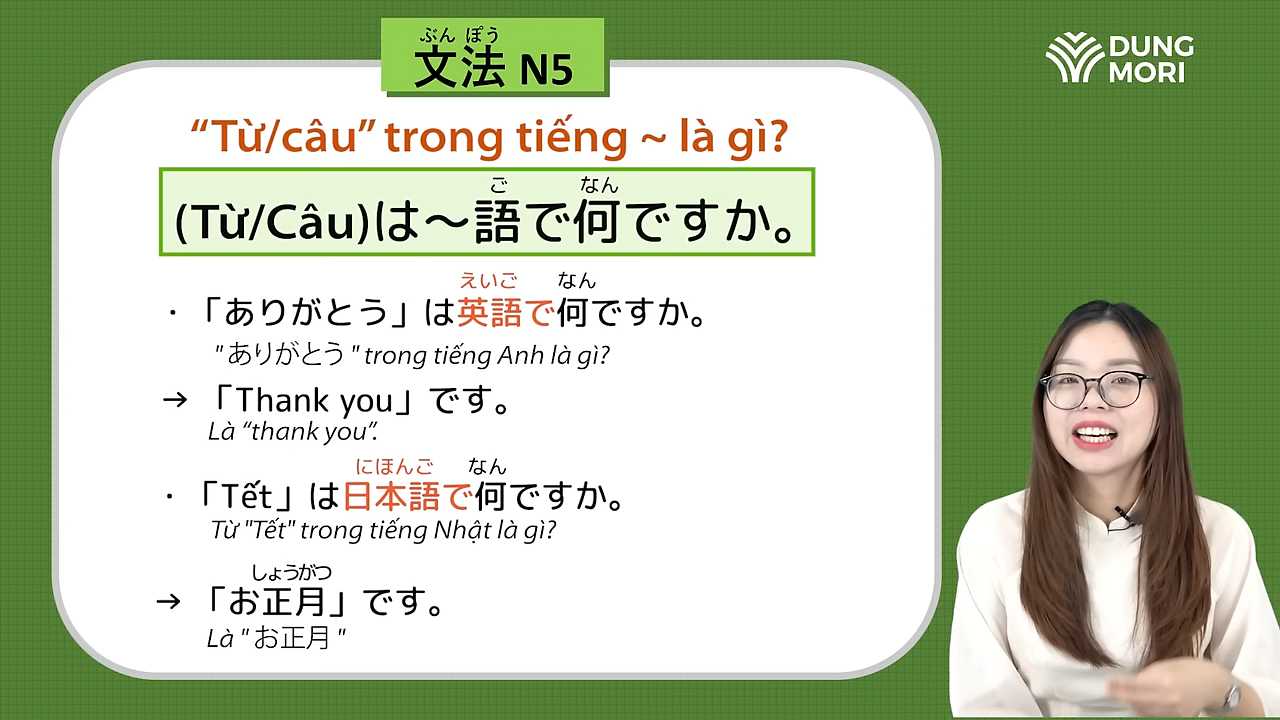 ぶん ぽう
文法 N5
DUNG
MORI
“Từ/câu” trong tiếng ~ là gì?
ご なん
(Từ/Câu)は～語で何ですか。
えいご なん
・「ありがとう」は英語で何ですか。
"ありがとう" trong tiếng Anh là gì?
→ 「Thank you」です。
Là “thank you”.
にほんご なん
・「Tết」は日本語で何ですか。
Từ "Tết" trong tiếng Nhật là gì?
しょうがつ
→ 「お正月」です。
Là "お正月"